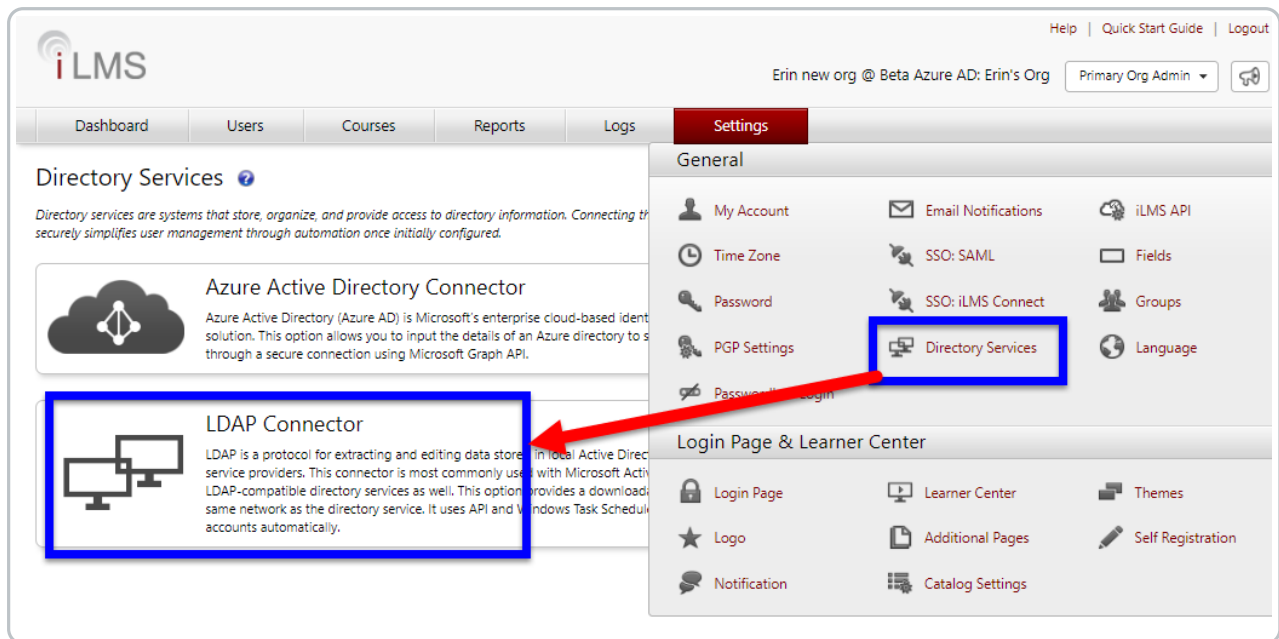 Help | Quick Start Guide | Logout
iLMS
Erin new org @ Beta Azure AD: Erin's Org Primary Org Admin
Dashboard Users Courses Reports Logs Settings
Directory Services ?
Directory services are systems that store, organize, and provide access to directory information. Connecting th
securely simplifies user management through automation once initially configured.
Azure Active Directory Connector
Azure Active Directory (Azure AD) is Microsoft's enterprise cloud-based ident
solution. This option allows you to input the details of an Azure directory to s
through a secure connection using Microsoft Graph API.
LDAP Connector
LDAP is a protocol for extracting and editing data in local Active Direc
service providers. This connector is most commonly used with Microsoft Activ
LDAP-compatible directory services as well. This option provides a downloada
same network as the directory service. It uses API and Windows Task Schedul
accounts automatically.
General
My Account Email Notifications iLMS API
Time Zone SSO: SAML Fields
Password SSO: iLMS Connect Groups
PGP Settings Directory Services Language
Login
Login Page & Learner Center
Login Page Learner Center Themes
Logo Additional Pages Self Registration
Notification Catalog Settings